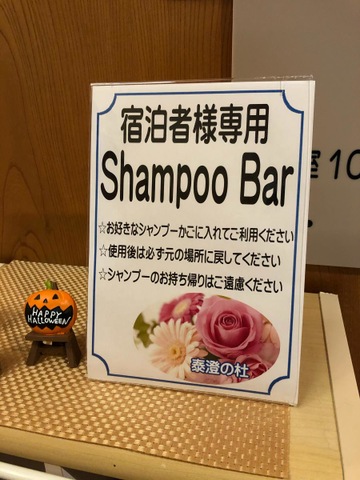 宿泊者様専用
Shampoo Bar
☆お好きなシャンプーかごに入れてご利用ください
☆使用後は必ず元の場所に戻してください
☆シャンプーのお持ち帰りはご遠慮ください
泰澄の杜
HAPPY
HALLOWEEN
室10